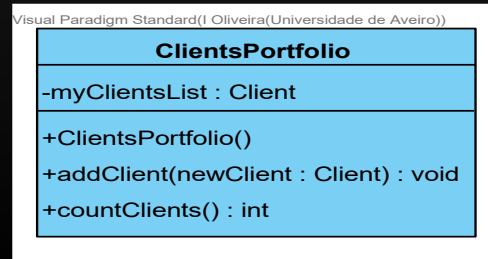 Visual Paradigm Standard(I Oliveira(Universidade de Aveiro))
ClientsPortfolio
-myClientsList : Client
+ClientsPortfolio()
+addClient(newClient : Client) : void
+countClients() : int